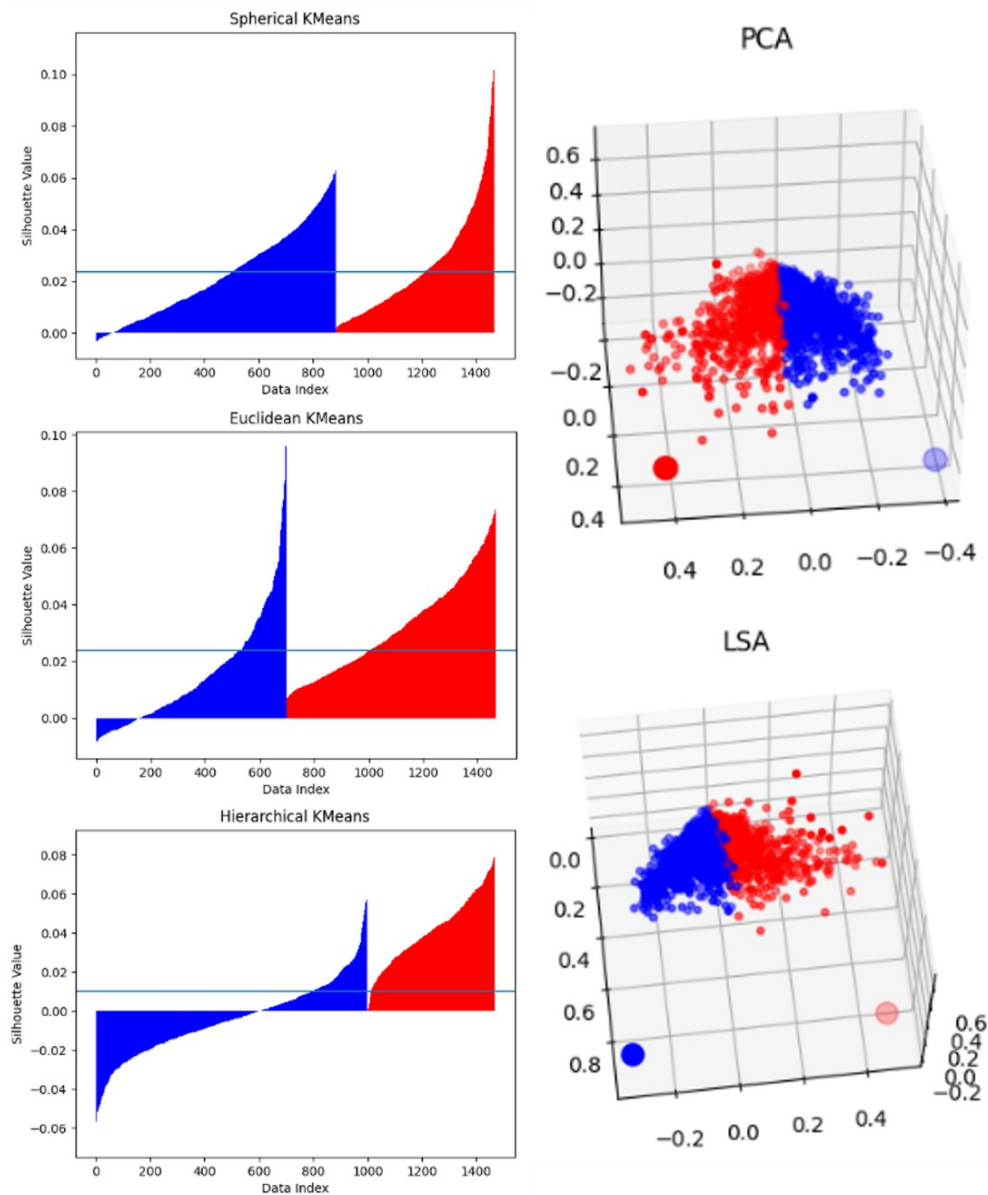 Spherical KMeans
Silhouette Value
0.10
0.08
0.06
0.04
0.02
0.00
0 200 400 600 800 1000 1200 1400
Data Index
Euclidean KMeans
Silhouette Value
0.10
0.08
0.06
0.04
0.02
0.00
0 200 400 600 800 1000 1200 1400
Data Index
Hierarchical KMeans
Silhouette Value
0.08
0.06
0.04
0.02
0.00
−0.02
−0.04
−0.06
0 200 400 600 800 1000 1200 1400
Data Index
PCA
0.6
0.4
0.2
0.0
−0.2
−0.2
0.0
0.2
0.4
0.4 0.2 0.0 −0.2 −0.4
LSA
0.0
0.2
0.4
0.6
0.8
−0.2 0.0 0.2 0.4
0.6
0.4
0.2
0.0
−0.2